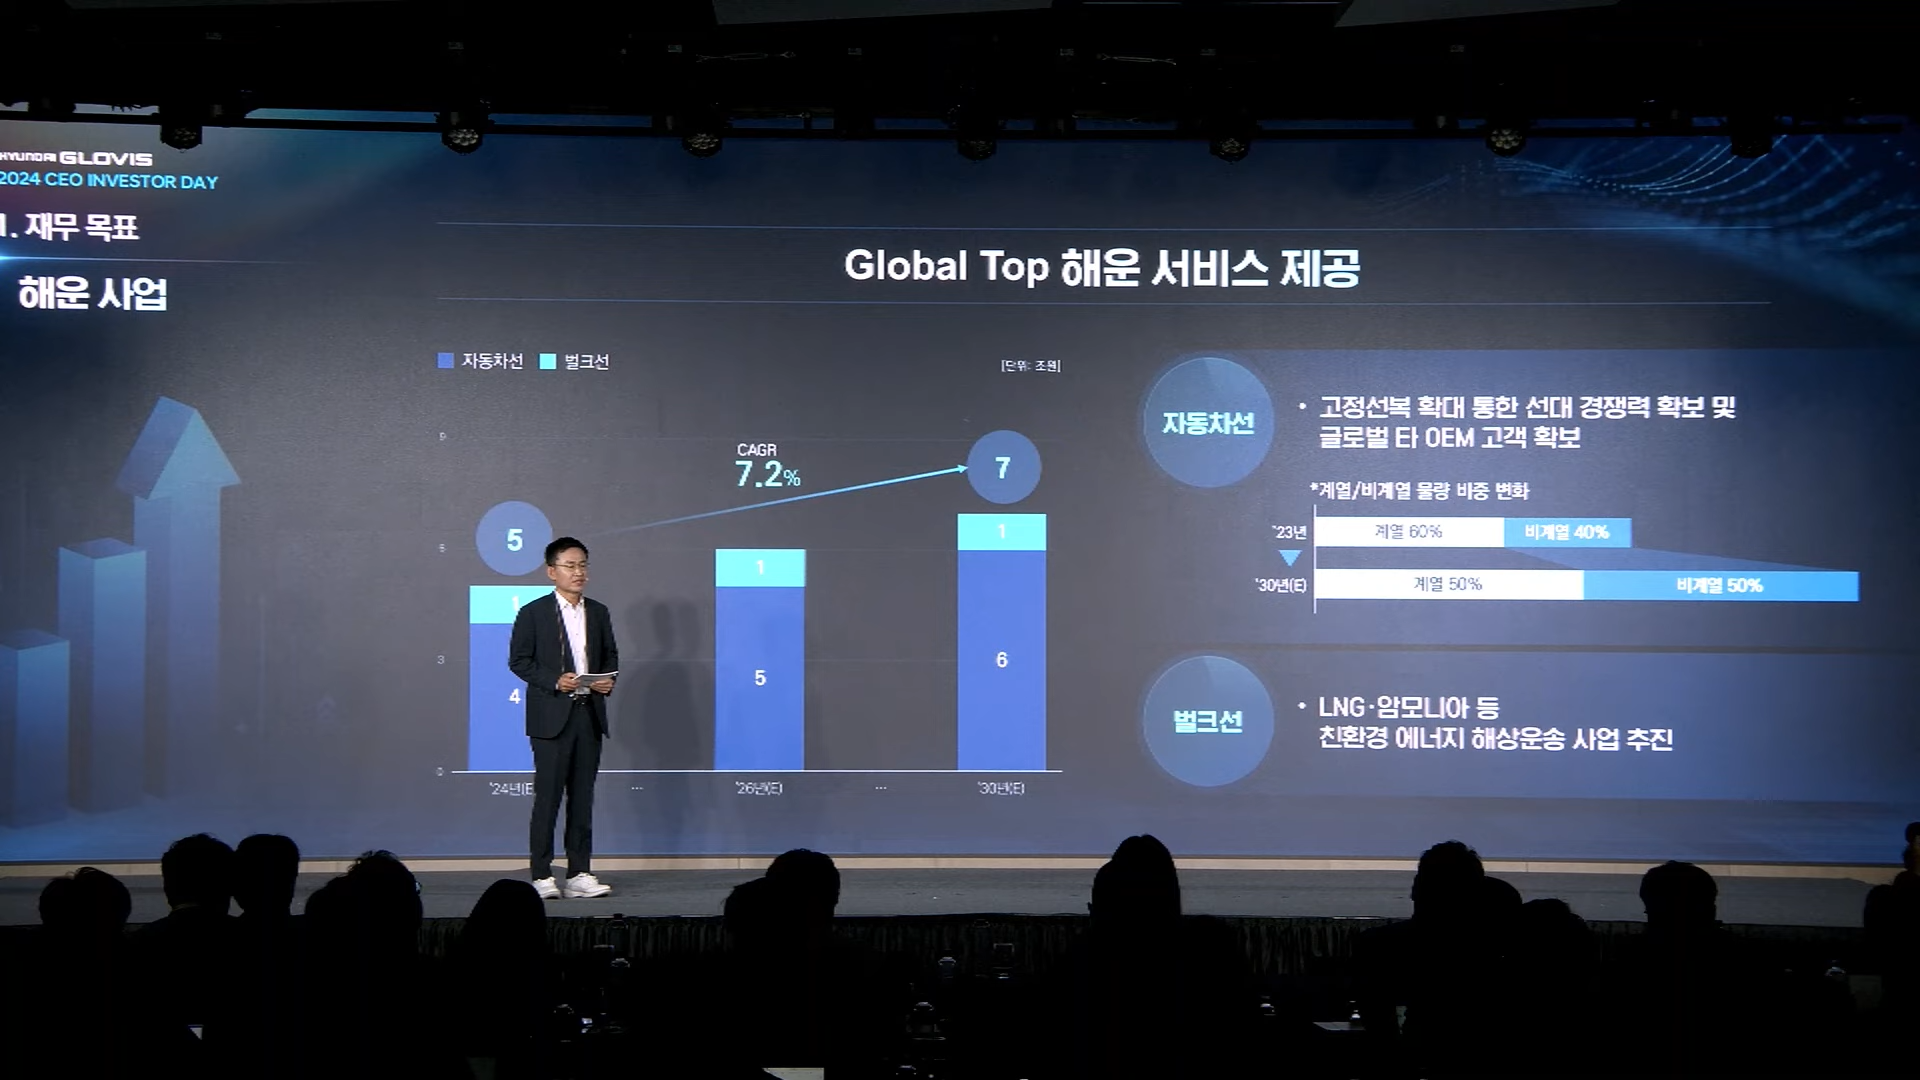 HYUNDAI GLOVIS
2024 CEO INVESTOR DAY
1. 재무 목표
해운 사업
Global Top 해운 서비스 제공
자동차선 벌크선
[단위: 조원]
9
6
3
0
CAGR
7.2%
5
7
1
4
1
5
1
6
'24년(E
...
'26년(E)
...
'30년(E)
자동차선
• 고정선복 확대 통한 선대 경쟁력 확보 및
글로벌 타 OEM 고객 확보
*계열/비계열 물량 비중 변화
'23년 계열 60% 비계열 40%
'30년(E) 계열 50% 비계열 50%
벌크선
• LNG·암모니아 등
친환경 에너지 해상운송 사업 추진